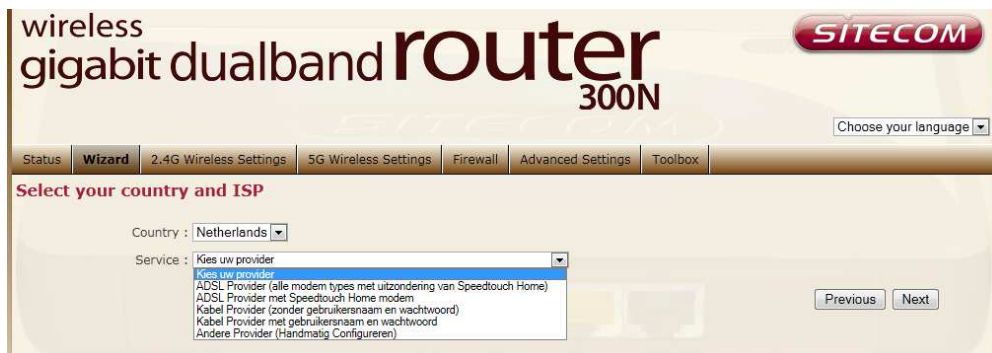 wireless
gigabit dualband router
300N
SITECOM
Choose your language
Status Wizard 2.4G Wireless Settings 5G Wireless Settings Firewall Advanced Settings Toolbox
Select your country and ISP
Country : Netherlands
Service : Kies uw provider
Kies uw provider
ADSL Provider (alle modem types met uitzondering van Speedtouch Home)
ADSL Provider met Speedtouch Home modem
Kabel Provider (zonder gebruikersnaam en wachtwoord)
Kabel Provider met gebruikersnaam en wachtwoord
Andere Provider (Handmatig Configureren)
Previous Next